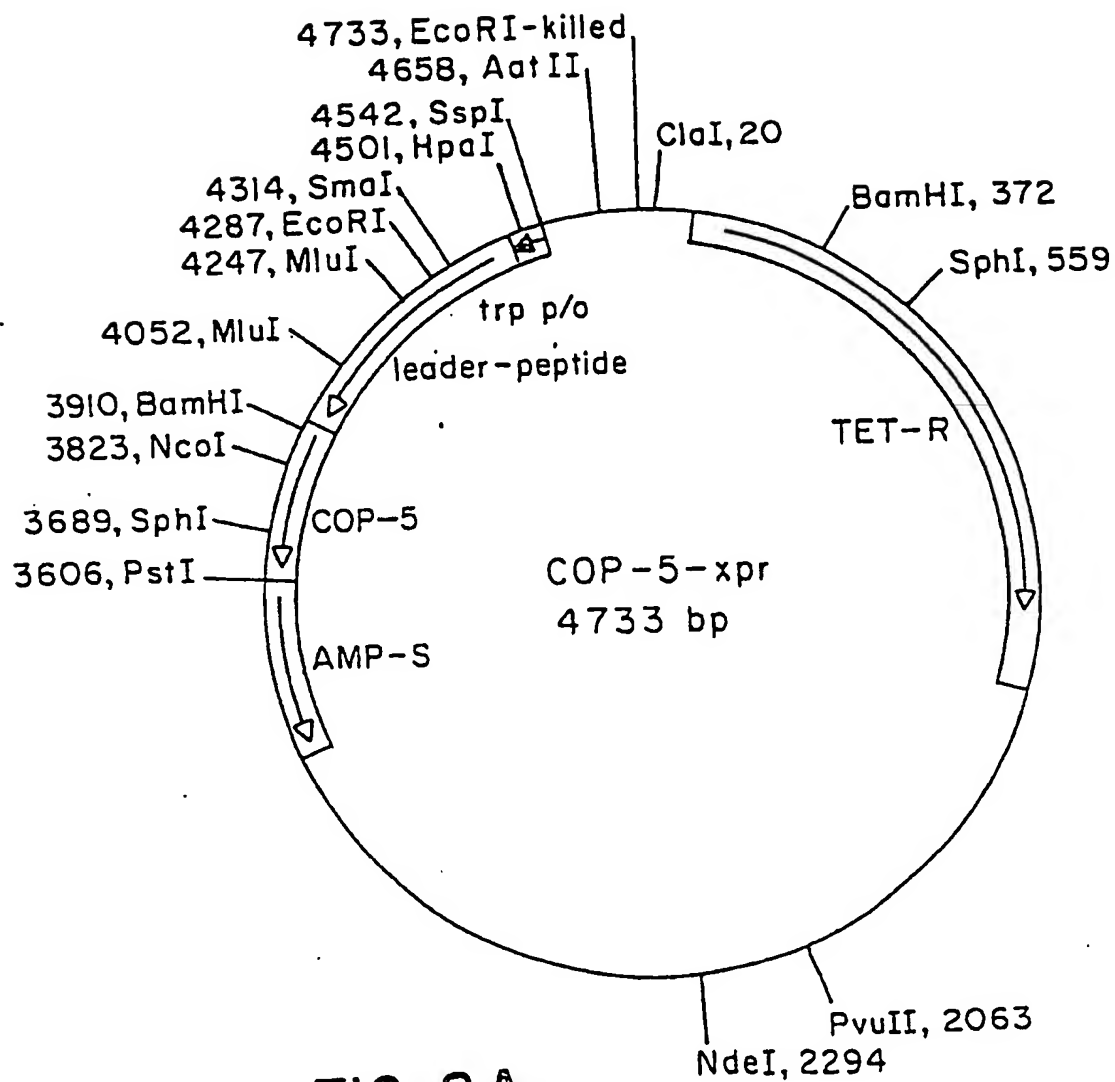 4733, EcoRI-killed
4658, AatII
4542, SspI
4501, HpaI
4314, SmaI
4287, EcoRI
4247, MluI
4052, MluI
3910, BamHI
3823, NcoI
3689, SphI
3606, PstI
ClaI, 20
BamHI, 372
SphI, 559
trp p/o
leader-peptide
TET-R
COP-5
AMP-S
COP-5-xpr
4733 bp
PvuII, 2063
NdeI, 2294